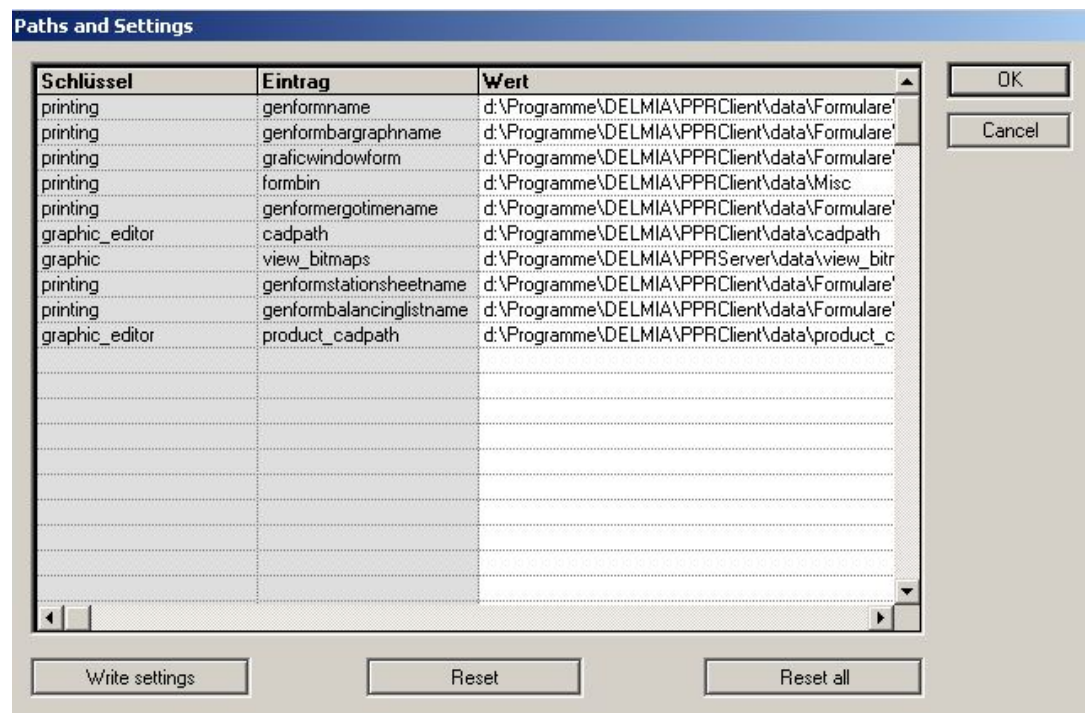 Paths and Settings
Schlüssel Eintrag Wert
printing genformname d:\Programme\DELMIA\PPRClient\data\Formulare'
printing genformbargraphname d:\Programme\DELMIA\PPRClient\data\Formulare'
printing graficwindowform d:\Programme\DELMIA\PPRClient\data\Formulare'
printing formbin d:\Programme\DELMIA\PPRClient\data\Misc
printing genformergotimename d:\Programme\DELMIA\PPRClient\data\Formulare'
graphic_editor cadpath d:\Programme\DELMIA\PPRClient\data\cadpath
graphic view_bitmaps d:\Programme\DELMIA\PPRServer\data\view_bitr
printing genformstationsheetname d:\Programme\DELMIA\PPRClient\data\Formulare'
printing genformbalancinglistname d:\Programme\DELMIA\PPRClient\data\Formulare'
graphic_editor product_cadpath d:\Programme\DELMIA\PPRClient\data\product_c
OK
Cancel
Write settings Reset Reset all